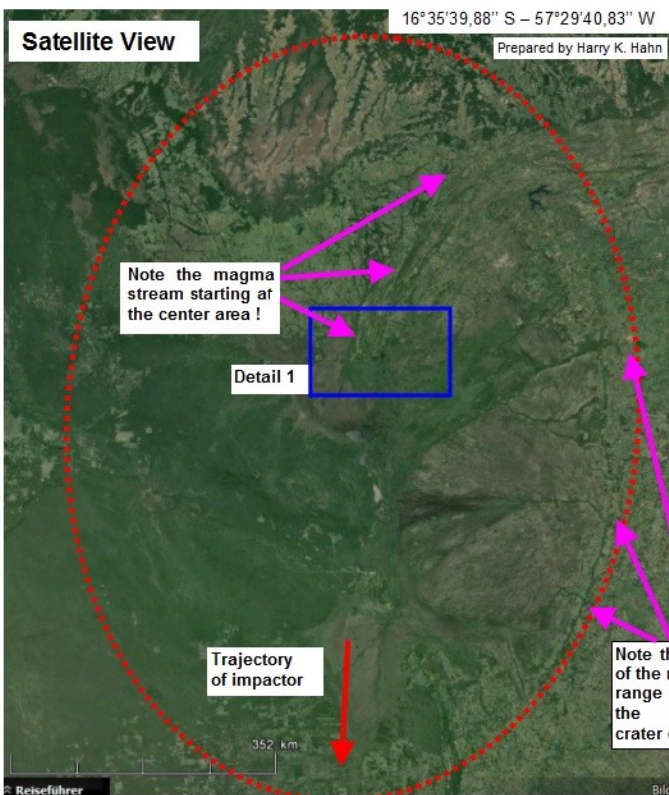 16°35'39,88'' S – 57°29'40,83'' W
Satellite View
Prepared by Harry K. Hahn
Note the magma
stream starting at
the center area !
Detail 1
Trajectory
of impactor
Note th
of the
range
the
crater
352 km
Reiseführer
Bild